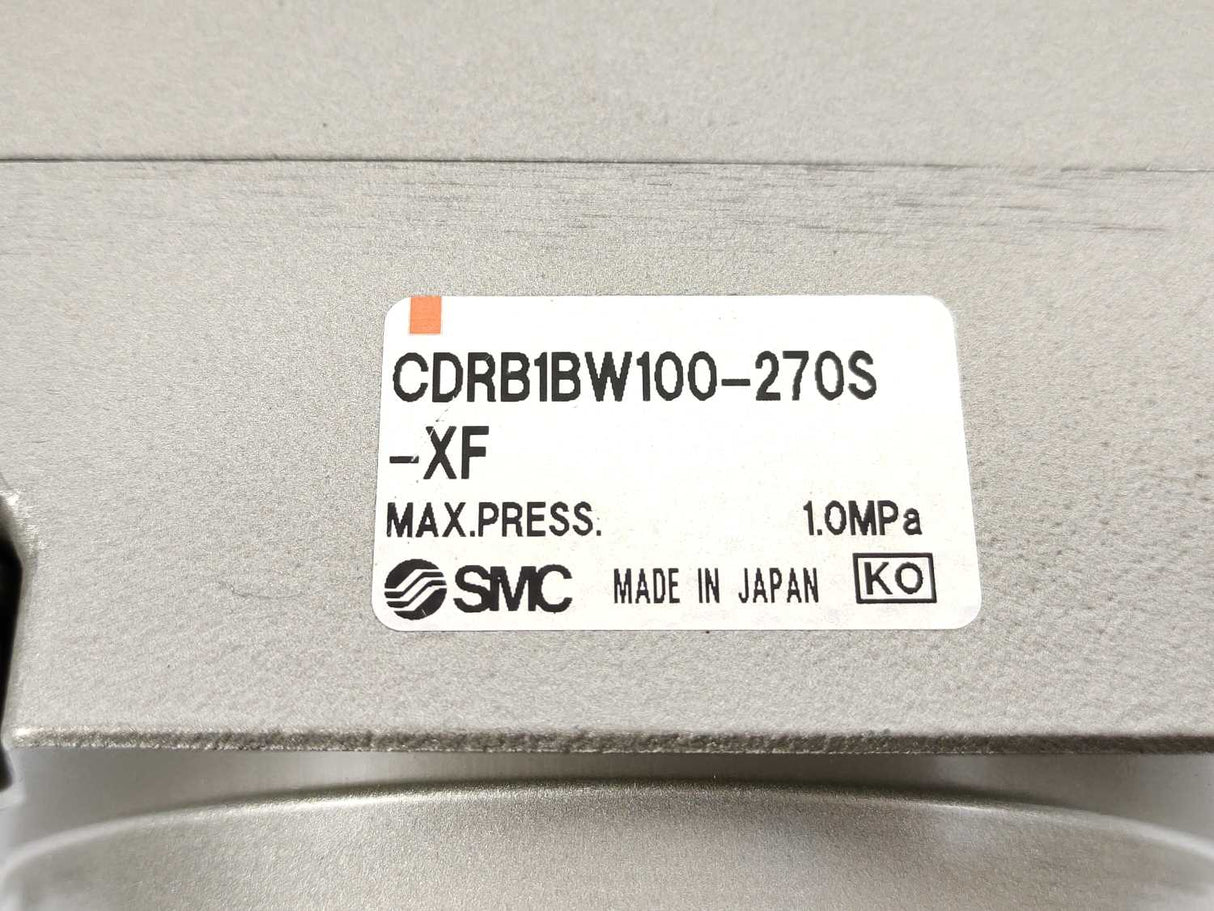 CDRB1BW100-270S
-XF
MAX.PRESS. 1.0MPa
SMC MADE IN JAPAN KO